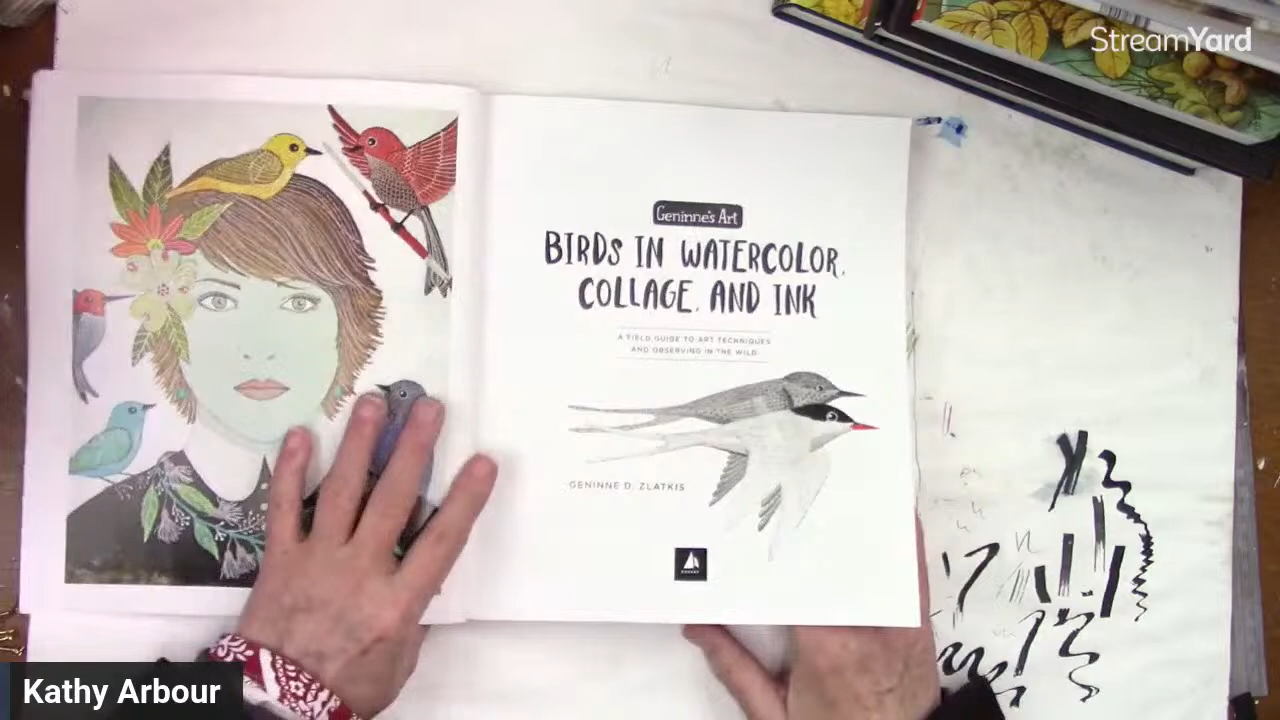 StreamYard
Geninne's Art
BIRDS IN WATERCOLOR,
COLLAGE, AND INK
A FIELD GUIDE TO ART TECHNIQUES
AND OBSERVING IN THE WILD
GENINNE D. ZLATKIS
Kathy Arbour